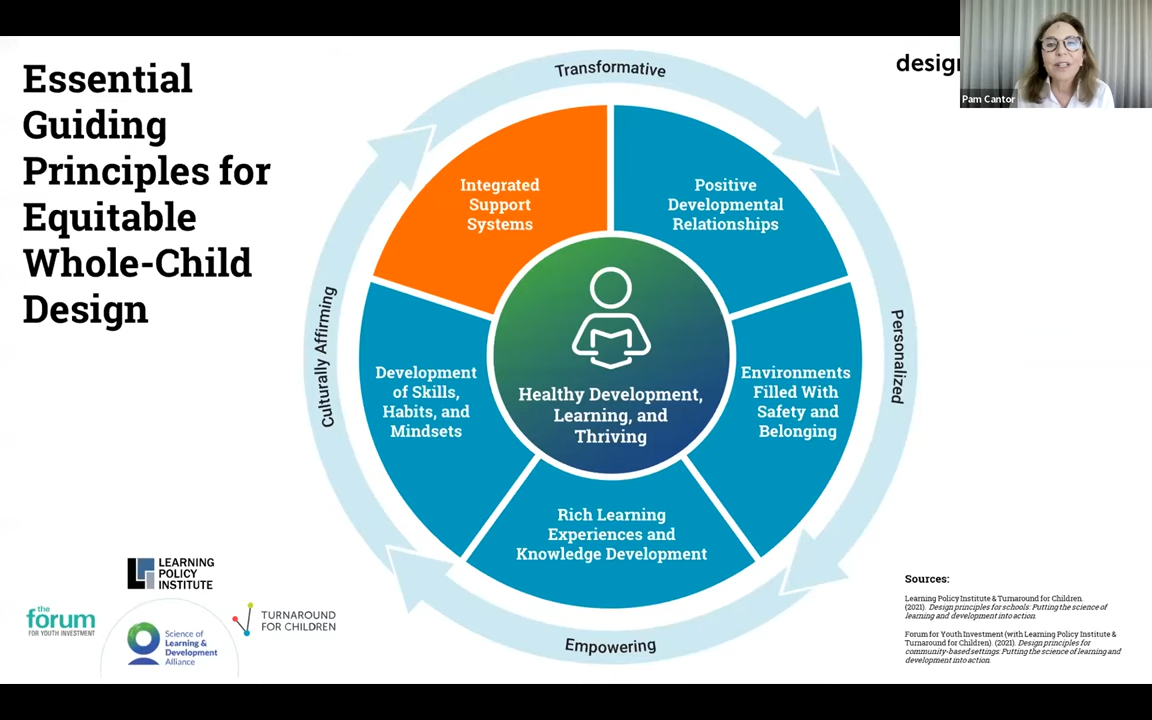 Essential
Guiding
Principles for
Equitable
Whole-Child
Design
design
Pam Cantor
Transformative
Personalized
Empowering
Culturally Affirming
Integrated
Support
Systems
Positive
Developmental
Relationships
Environments
Filled With
Safety and
Belonging
Rich Learning
Experiences and
Knowledge Development
Development
of Skills,
Habits, and
Mindsets
Healthy Development,
Learning, and
Thriving
LEARNING
POLICY
INSTITUTE
the
forum
FOR YOUTH INVESTMENT
Science of
Learning &
Development
Alliance
TURNAROUND
FOR CHILDREN
Sources:
Learning Policy Institute & Turnaround for Children.
(2021). Design principles for schools: Putting the science of
learning and development into action.
Forum for Youth Investment (with Learning Policy Institute &
Turnaround for Children). (2021). Design principles for
community-based settings: Putting the science of learning and
development into action.